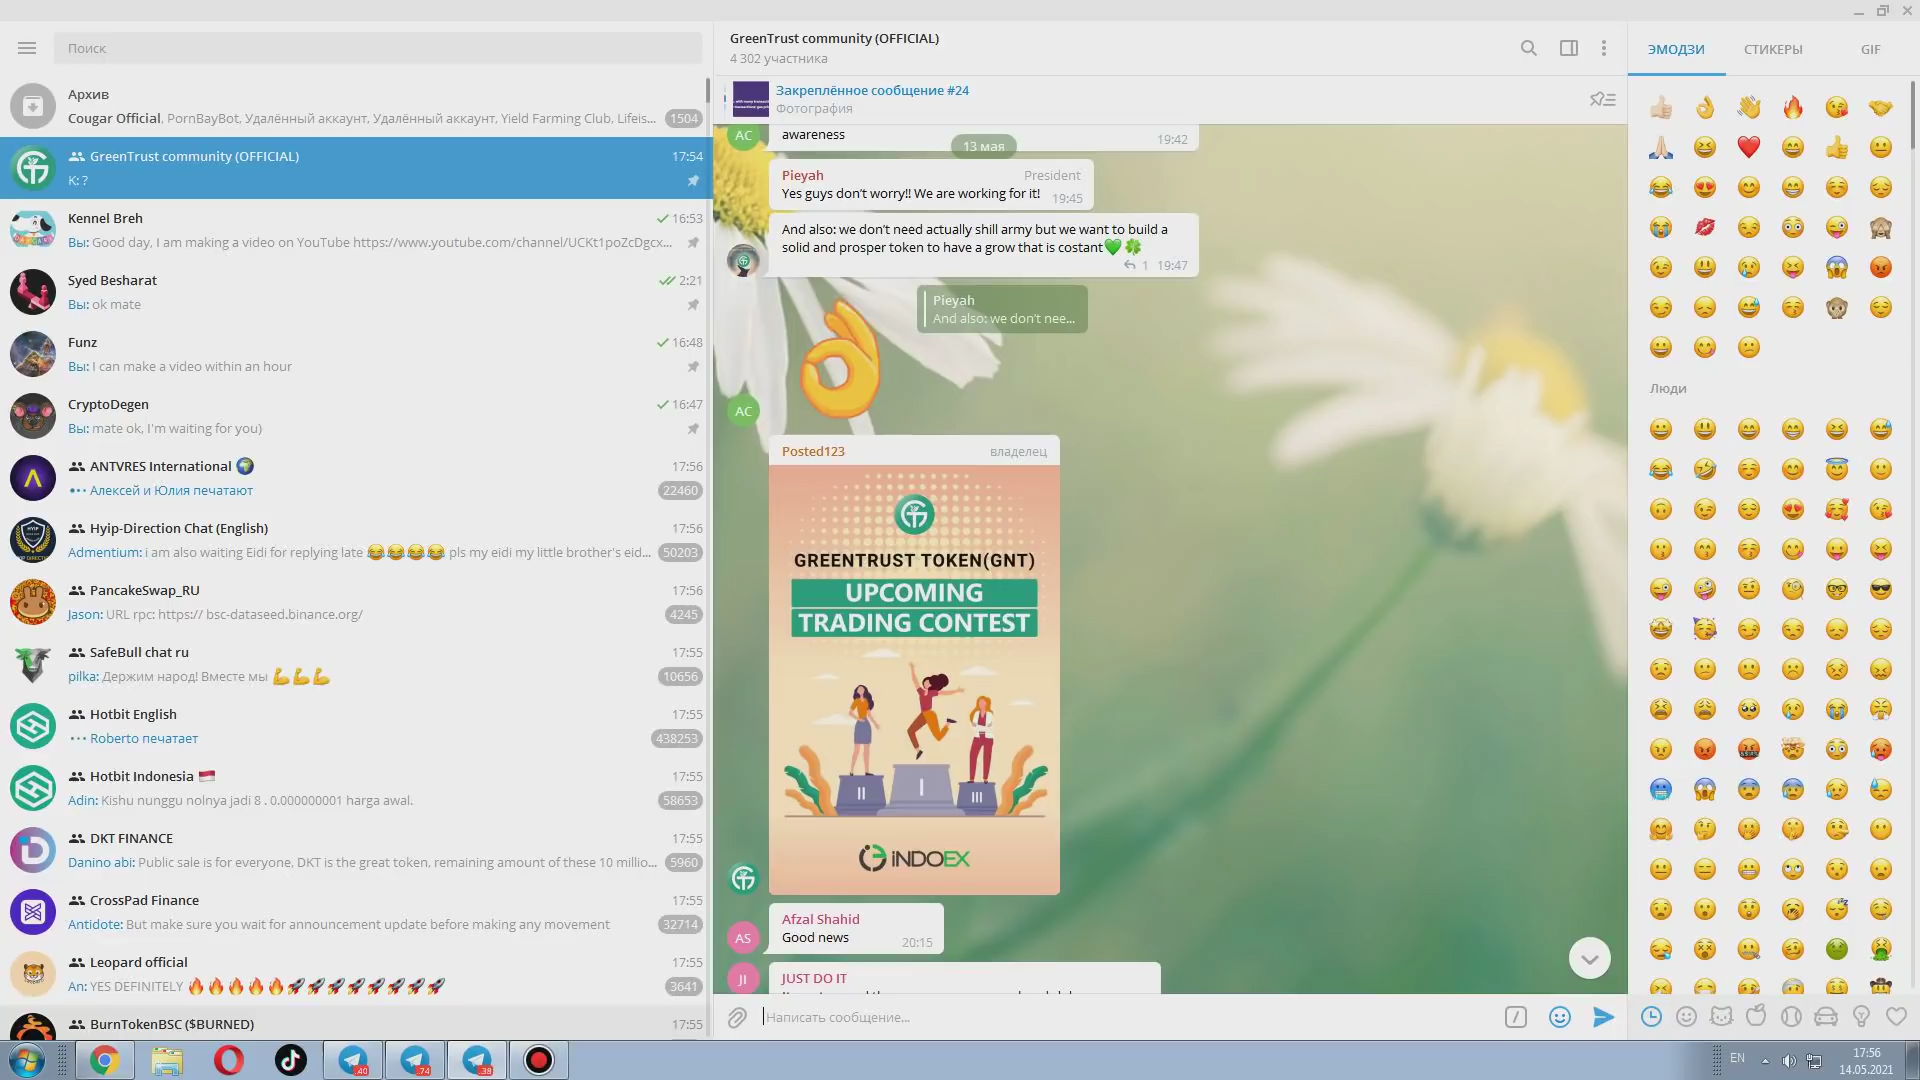 Поиск
Архив
Cougar Official, PornBayBot, Удалённый аккаунт, Удалённый аккаунт, Yield Farming Club, Lifeis...
1504
GreenTrust community (OFFICIAL)
17:54
K: ?
Kennel Breh
16:53
Вы: Good day, I am making a video on YouTube https://www.youtube.com/channel/UCKt1poZcDgcx...
Syed Besharat
2:21
Вы: ok mate
Funz
16:48
Вы: I can make a video within an hour
CryptoDegen
16:47
Вы: mate ok, I'm waiting for you)
ANTVRES International
17:56
Алексей и Юлия печатают
22460
Hyip-Direction Chat (English)
17:56
Admentium: i am also waiting Eidi for replying late 😂😂😂😂 pls my eidi my little brother's eid...
50203
PancakeSwap_RU
17:56
Jason: URL rpc: https:// bsc-dataseed.binance.org/
4245
SafeBull chat ru
17:55
pilka: Держим народ! Вместе мы 💪💪💪
10656
Hotbit English
17:55
Roberto печатает
438253
Hotbit Indonesia
17:55
Adin: Kishu nunggu nolnya jadi 8 . 0.000000001 harga awal.
58653
DKT FINANCE
17:55
Danino abi: Public sale is for everyone, DKT is the great token, remaining amount of these 10 millio...
5960
CrossPad Finance
17:55
Antidote: But make sure you wait for announcement update before making any movement
32714
Leopard official
17:55
An: YES DEFINITELY 🔥🔥🔥🔥🔥🚀🚀🚀🚀🚀🚀🚀🚀
3641
BurnTokenBSC ($BURNED)
17:55
GreenTrust community (OFFICIAL)
4 302 участника
Закреплённое сообщение #24
Фотография
AC
awareness
19:42
13 мая
Pieyah
President
Yes guys don't worry!! We are working for it!
19:45
And also: we don't need actually shill army but we want to build a
solid and prosper token to have a grow that is costant💚🍀
1 19:47
Pieyah
And also: we don't nee...
AC
Posted123
владелец
GREENTRUST TOKEN(GNT)
UPCOMING
TRADING CONTEST
II
I
III
INDOEX
AS
Afzal Shahid
Good news
20:15
JI
JUST DO IT
Написать сообщение...
ЭМОДЗИ
СТИКЕРЫ
GIF
Люди
.40
.74
.38
EN
17:56
14.05.2021